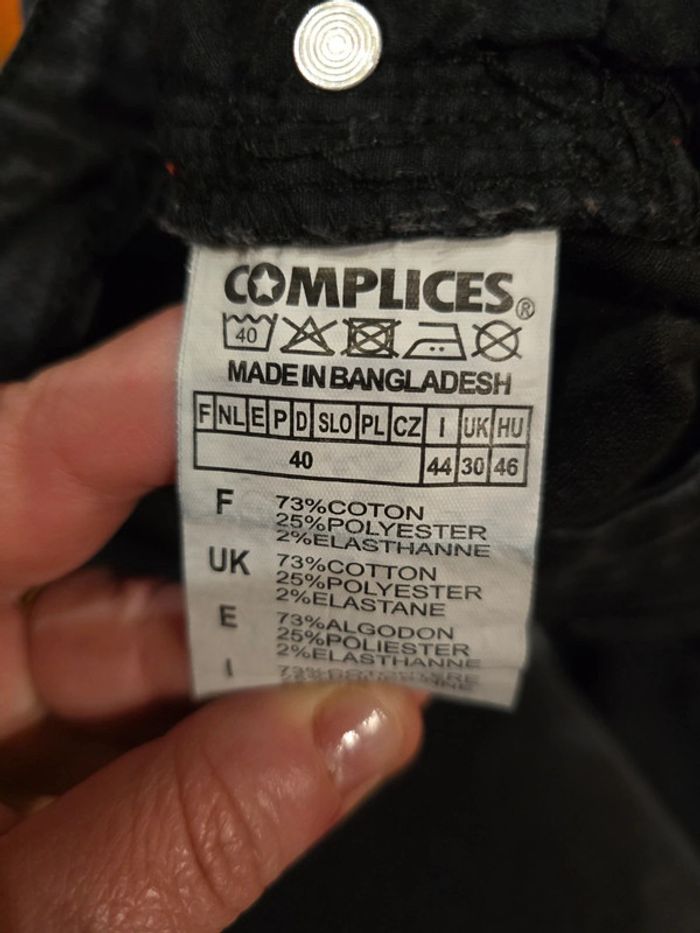 COMPLICES®
40
MADE IN BANGLADESH
F NL E P D SLO PL CZ I UK HU
40 44 30 46
F 73%COTON
25%POLYESTER
2%ELASTHANNE
UK 73%COTTON
25%POLYESTER
2%ELASTANE
E 73%ALGODON
25%POLIESTER
2%ELASTHANNE
I